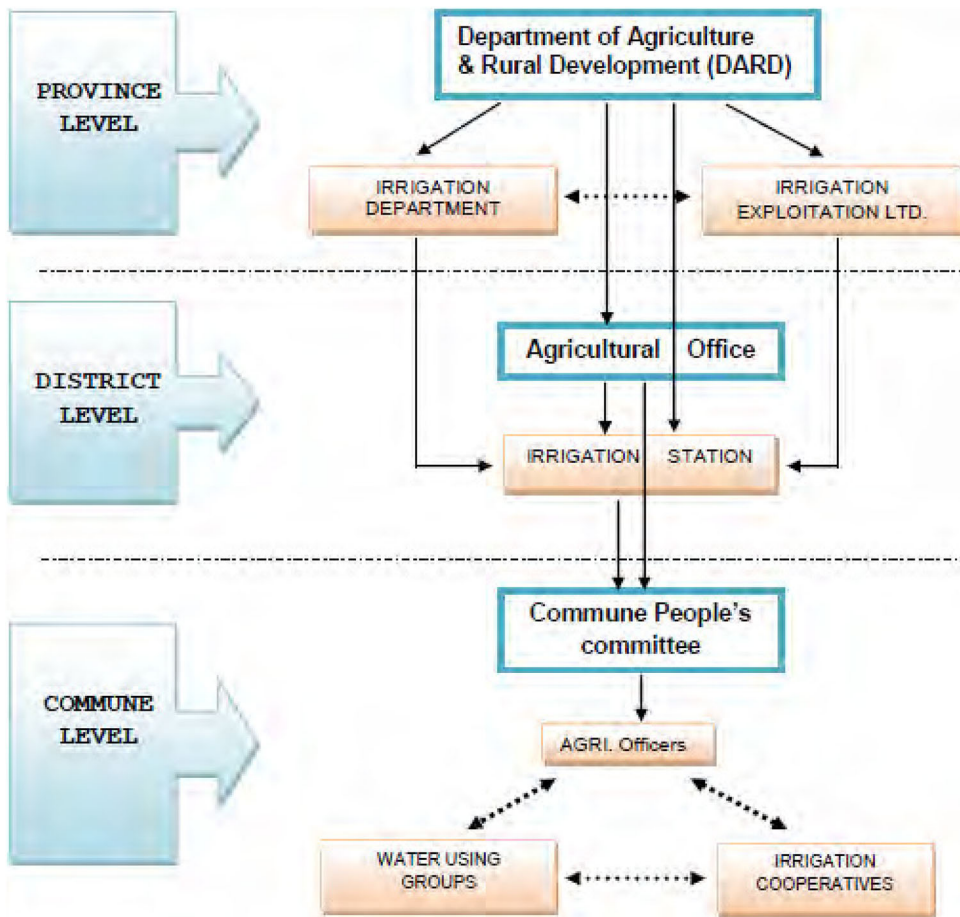 PROVINCE
LEVEL
Department of Agriculture
& Rural Development (DARD)
IRRIGATION
DEPARTMENT
IRRIGATION
EXPLOITATION LTD.
DISTRICT
LEVEL
Agricultural Office
IRRIGATION STATION
COMMUNE
LEVEL
Commune People's
committee
AGRI. Officers
WATER USING
GROUPS
IRRIGATION
COOPERATIVES